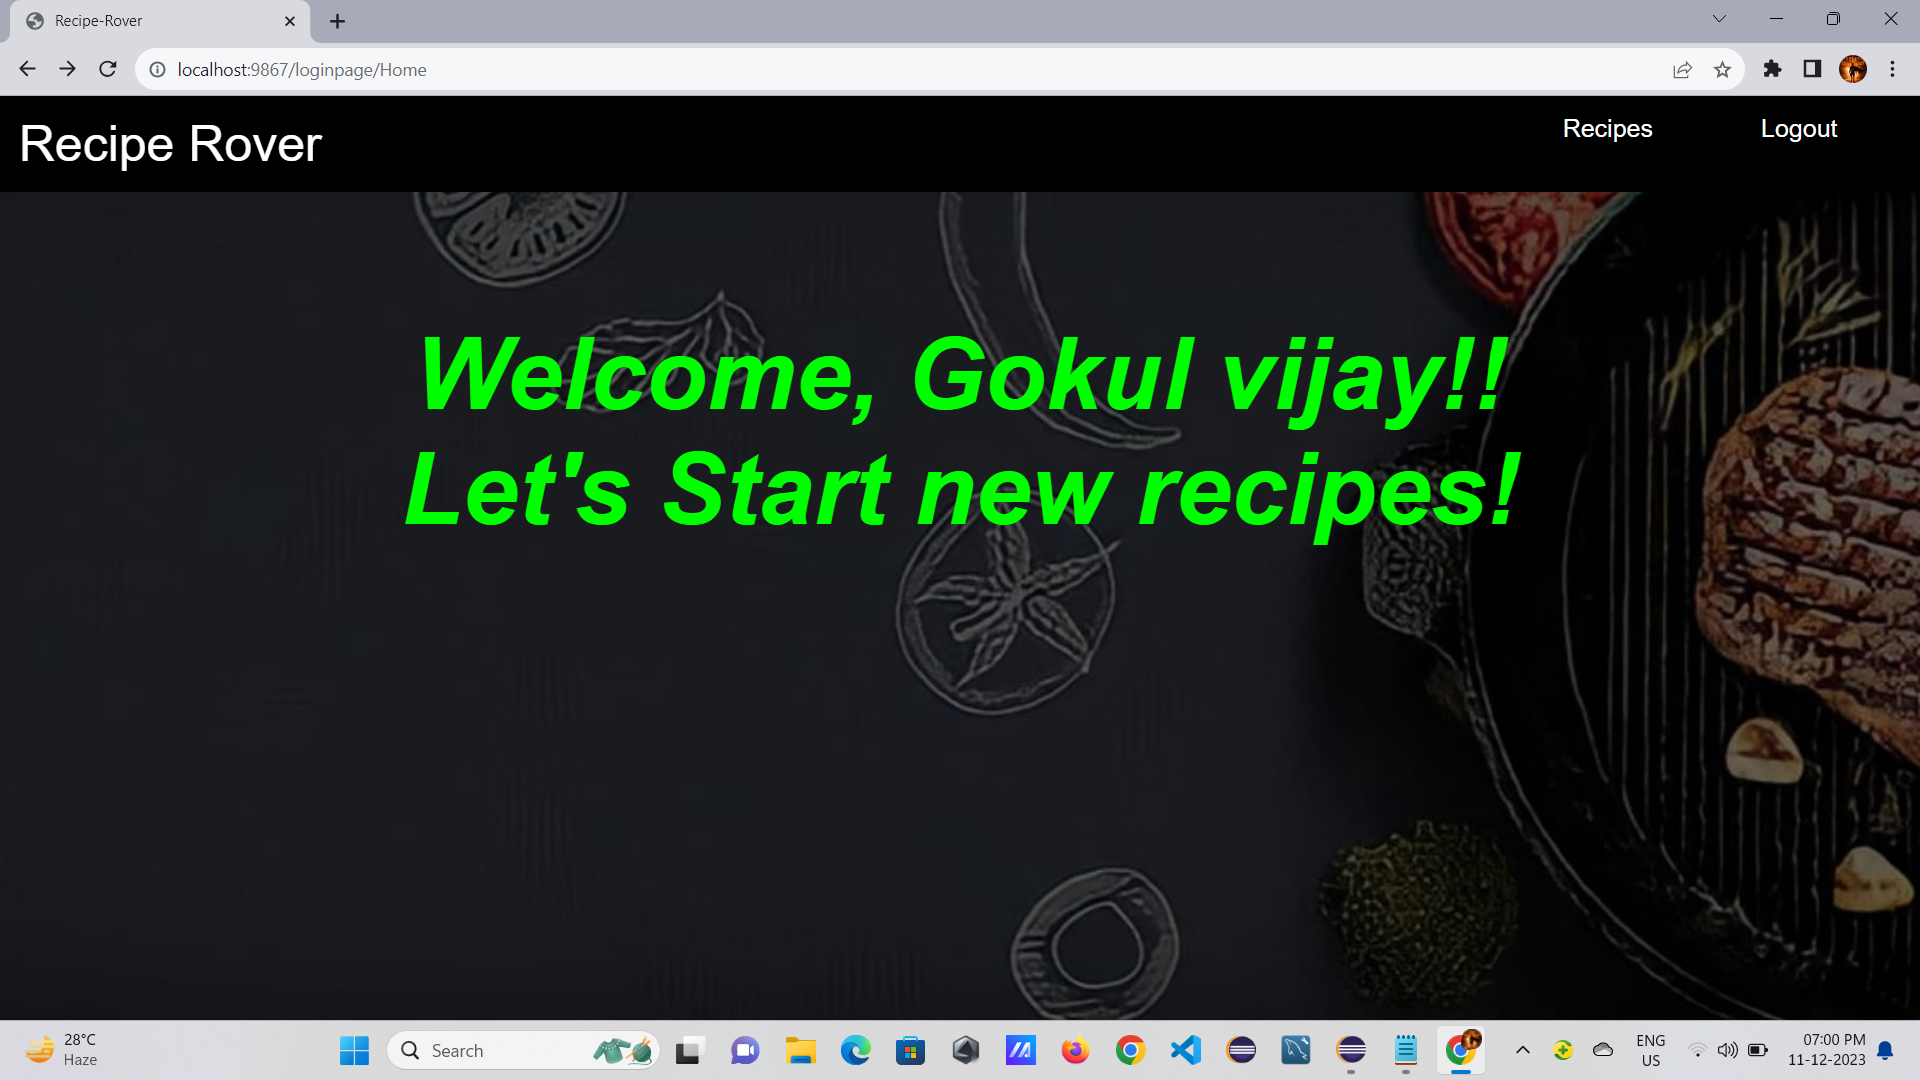 Recipe-Rover
localhost:9867/loginpage/Home
Recipe Rover
Recipes
Logout
Welcome, Gokul vijay!!
Let's Start new recipes!
28°C
Haze
Search
ENG
US
07:00 PM
11-12-2023